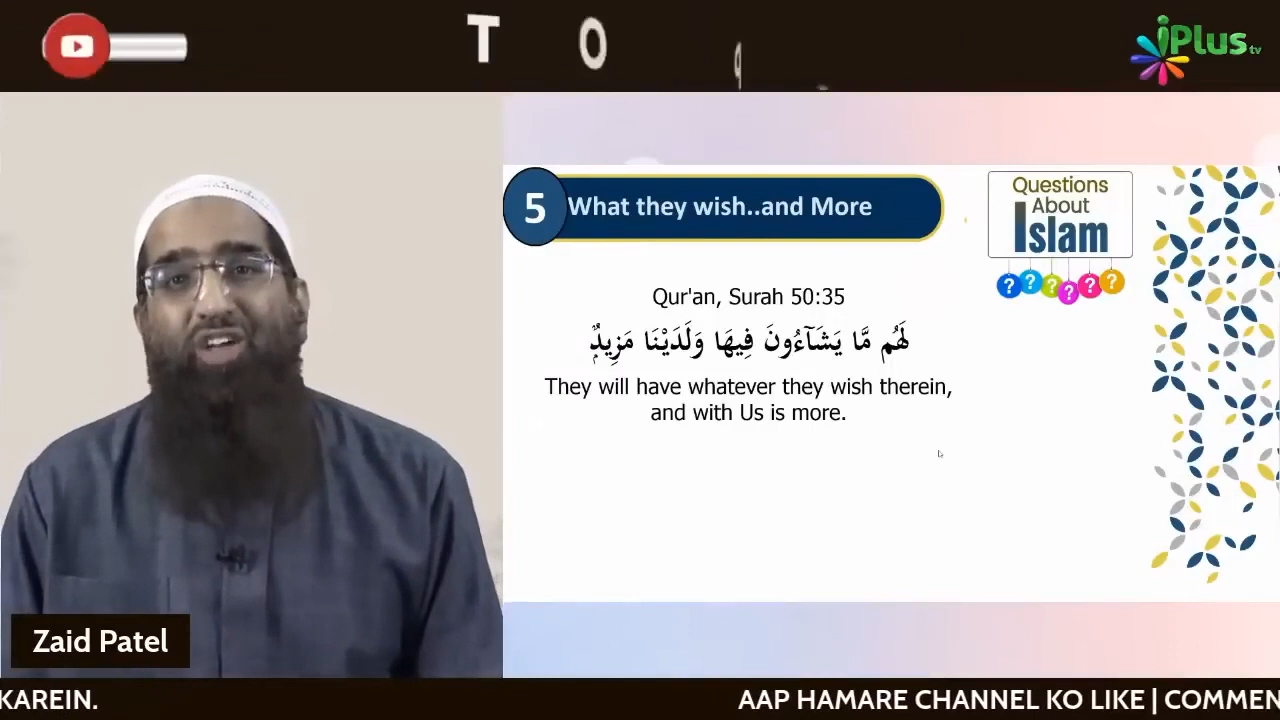 T O
iPlus tv
5
What they wish..and More
Questions
About
Islam
? ? ? ? ? ?
Qur'an, Surah 50:35
لَهُم مَّا يَشَآءُونَ فِيهَا وَلَدَيْنَا مَزِيدٌۭ
They will have whatever they wish therein,
and with Us is more.
Zaid Patel
KAREIN.
AAP HAMARE CHANNEL KO LIKE | COMMEN